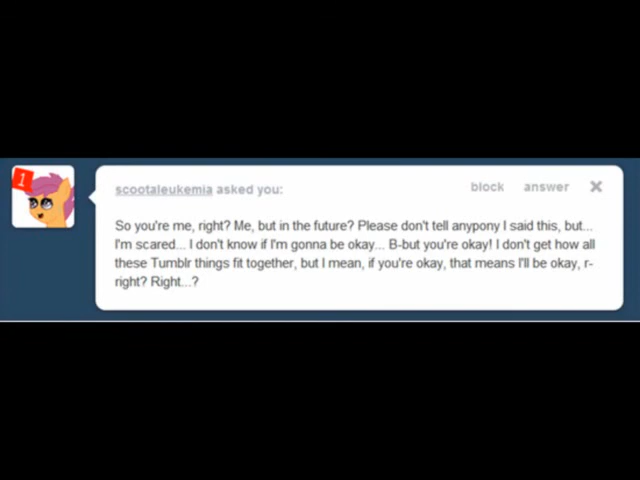 1
scootaleukemia asked you:
block answer ×
So you're me, right? Me, but in the future? Please don't tell anypony I said this, but...
I'm scared... I don't know if I'm gonna be okay... B-but you're okay! I don't get how all
these Tumblr things fit together, but I mean, if you're okay, that means I'll be okay, r-
right? Right...?